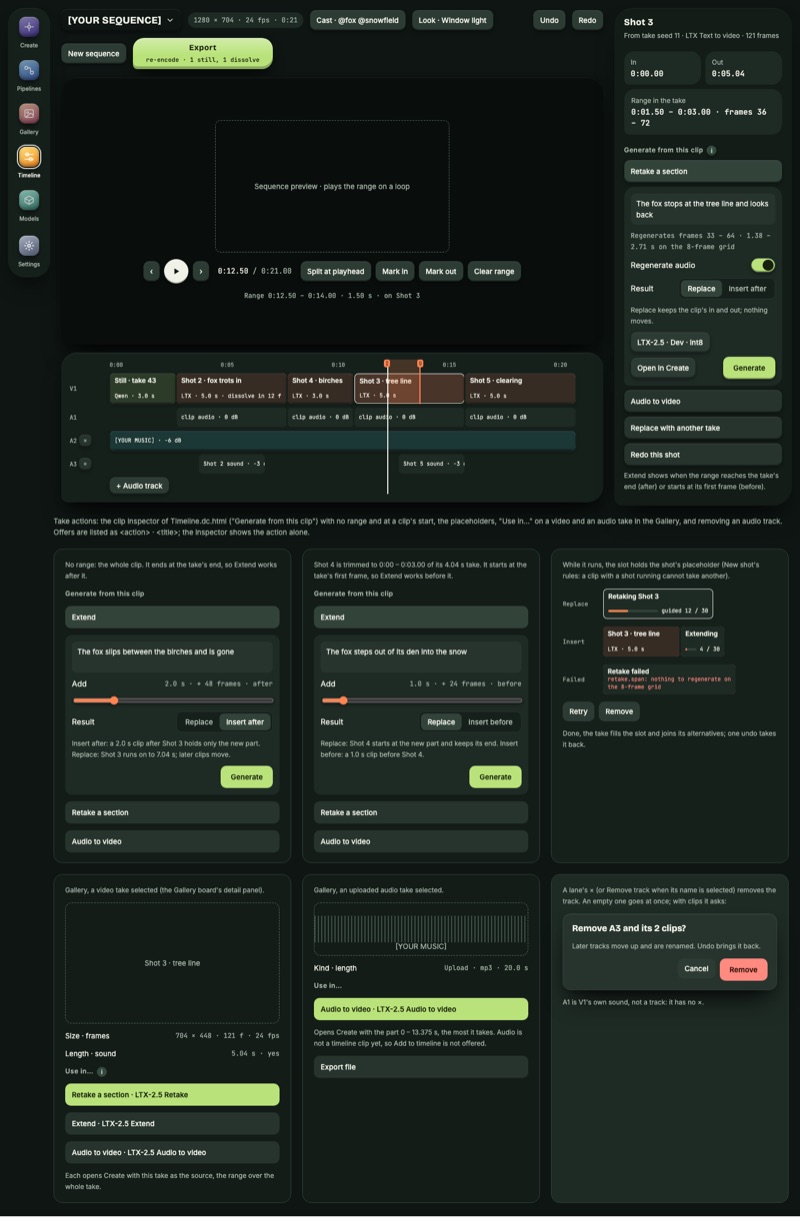 Create
Pipelines
Gallery
Timeline
Models
Settings
[YOUR SEQUENCE]
1280 × 704 · 24 fps · 0:21
Cast · @fox @snowfield
Look · Window light
Undo
Redo
New sequence
Export
re-encode · 1 still, 1 dissolve
Sequence preview · plays the range on a loop
‹
›
0:12.50 / 0:21.00
Split at playhead
Mark in
Mark out
Clear range
Range 0:12.50 – 0:14.00 · 1.50 s · on Shot 3
0:00
0:05
0:10
0:15
0:20
V1
Still · take 43
Qwen · 3.0 s
Shot 2 · fox trots in
LTX · 5.0 s · dissolve in 12 f
Shot 4 · birches
LTX · 3.0 s
Shot 3 · tree line
LTX · 5.0 s
Shot 5 · clearing
LTX · 5.0 s
A1
clip audio · 0 dB
clip audio · 0 dB
clip audio · 0 dB
clip audio · 0 dB
A2 ×
[YOUR MUSIC] · -6 dB
A3 ×
Shot 2 sound · -3
Shot 5 sound · -3
+ Audio track
Shot 3
From take seed 11 · LTX Text to video · 121 frames
In
0:00.00
Out
0:05.04
Range in the take
0:01.50 – 0:03.00 · frames 36
– 72
Generate from this clip i
Retake a section
The fox stops at the tree line and looks
back
Regenerates frames 33 – 64 · 1.38 –
2.71 s on the 8-frame grid
Regenerate audio
Result
Replace
Insert after
Replace keeps the clip's in and out; nothing
moves.
LTX-2.5 · Dev · Int8
Open in Create
Generate
Audio to video
Replace with another take
Redo this shot
Extend shows when the range reaches the take's
end (after) or starts at its first frame (before).
Take actions: the clip inspector of Timeline.dc.html ("Generate from this clip") with no range and at a clip's start, the placeholders, "Use in…" on a video and an audio take in the Gallery, and removing an audio track.
Offers are listed as <action> · <title>; the inspector shows the action alone.
No range: the whole clip. It ends at the take's end, so Extend works
after it.
Generate from this clip
Extend
The fox slips between the birches and is gone
Add
2.0 s · + 48 frames · after
Result
Replace
Insert after
Insert after: a 2.0 s clip after Shot 3 holds only the new part.
Replace: Shot 3 runs on to 7.04 s; later clips move.
Generate
Retake a section
Audio to video
Shot 4 is trimmed to 0:00 – 0:03.00 of its 4.04 s take. It starts at the
take's first frame, so Extend works before it.
Generate from this clip
Extend
The fox steps out of its den into the snow
Add
1.0 s · + 24 frames · before
Result
Replace
Insert before
Replace: Shot 4 starts at the new part and keeps its end. Insert
before: a 1.0 s clip before Shot 4.
Generate
Retake a section
Audio to video
While it runs, the slot holds the shot's placeholder (New shot's
rules: a clip with a shot running cannot take another).
Replace
Retaking Shot 3
guided 12 / 30
Insert
Shot 3 · tree line
LTX · 5.0 s
Extending
4 / 30
Failed
Retake failed
retake.span: nothing to regenerate on
the 8-frame grid
Retry
Remove
Done, the take fills the slot and joins its alternatives; one undo takes
it back.
Gallery, a video take selected (the Gallery board's detail panel).
Shot 3 · tree line
Size · frames
704 × 448 · 121 f · 24 fps
Length · sound
5.04 s · yes
Use in… i
Retake a section · LTX-2.5 Retake
Extend · LTX-2.5 Extend
Audio to video · LTX-2.5 Audio to video
Each opens Create with this take as the source, the range over the
whole take.
Gallery, an uploaded audio take selected.
[YOUR MUSIC]
Kind · length
Upload · mp3 · 20.0 s
Use in…
Audio to video · LTX-2.5 Audio to video
Opens Create with the part 0 – 13.375 s, the most it takes. Audio is
not a timeline clip yet, so Add to timeline is not offered.
Export file
A lane's × (or Remove track when its name is selected) removes the
track. An empty one goes at once; with clips it asks:
Remove A3 and its 2 clips?
Later tracks move up and are renamed. Undo brings it back.
Cancel
Remove
A1 is V1's own sound, not a track: it has no ×.